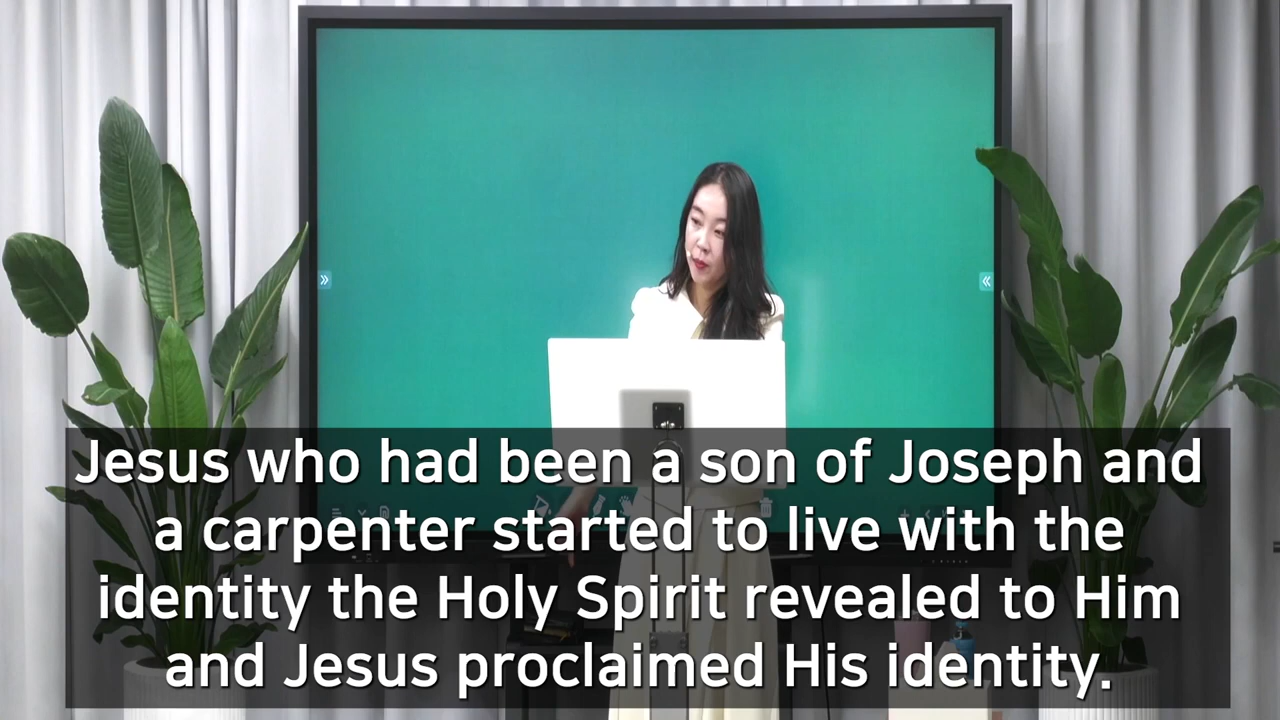 Jesus who had been a son of Joseph and
a carpenter started to live with the
identity the Holy Spirit revealed to Him
and Jesus proclaimed His identity.